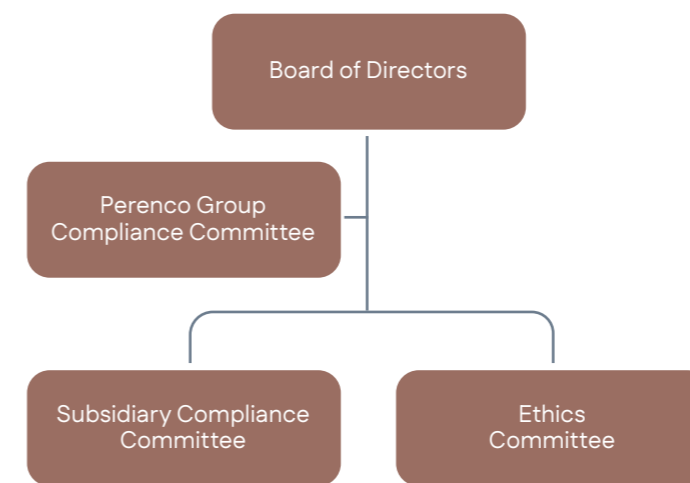 Board of Directors
Perenco Group
Compliance Committee
Subsidiary Compliance
Committee
Ethics
Committee